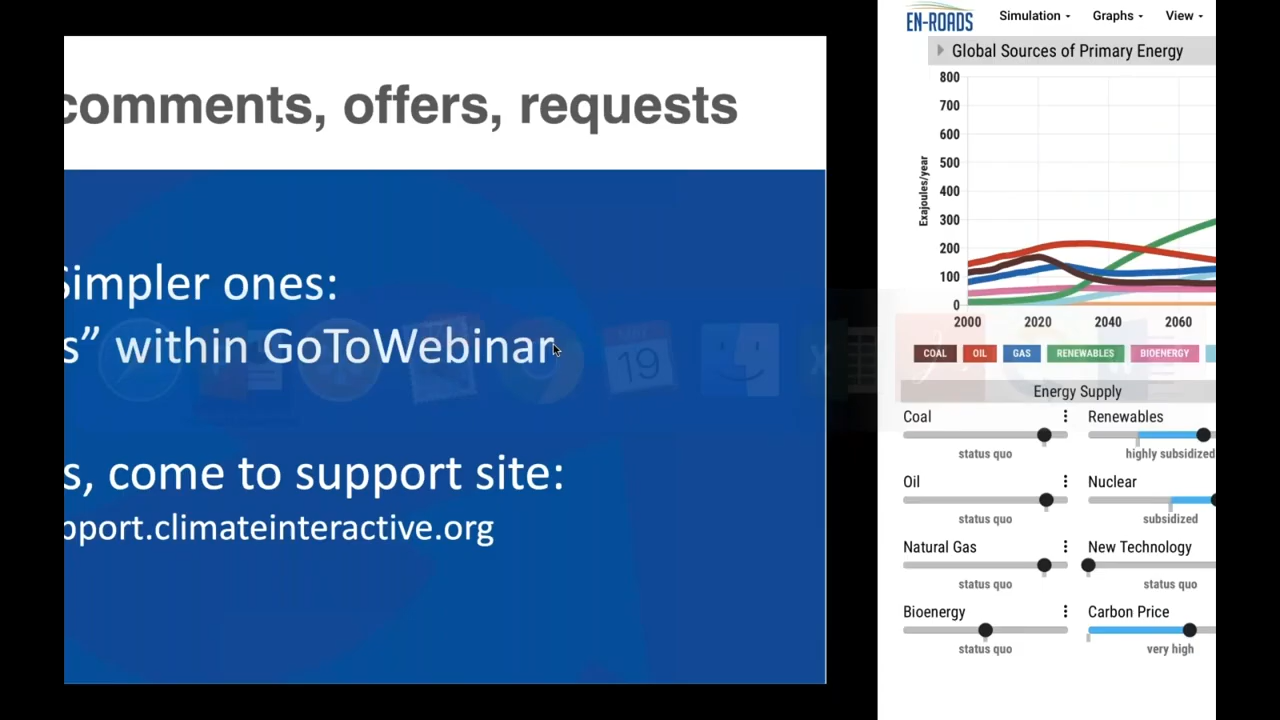 comments, offers, requests
Simpler ones:
s” within GoToWebinar
s, come to support site:
pport.climateinteractive.org
EN-ROADS
Simulation
Graphs
View
Global Sources of Primary Energy
800
700
600
500
400
300
200
100
0
Exajoules/year
2000 2020 2040 2060
COAL OIL GAS RENEWABLES BIOENERGY
Energy Supply
Coal
status quo
Renewables
highly subsidized
Oil
status quo
Nuclear
subsidized
Natural Gas
status quo
New Technology
status quo
Bioenergy
status quo
Carbon Price
very high
19